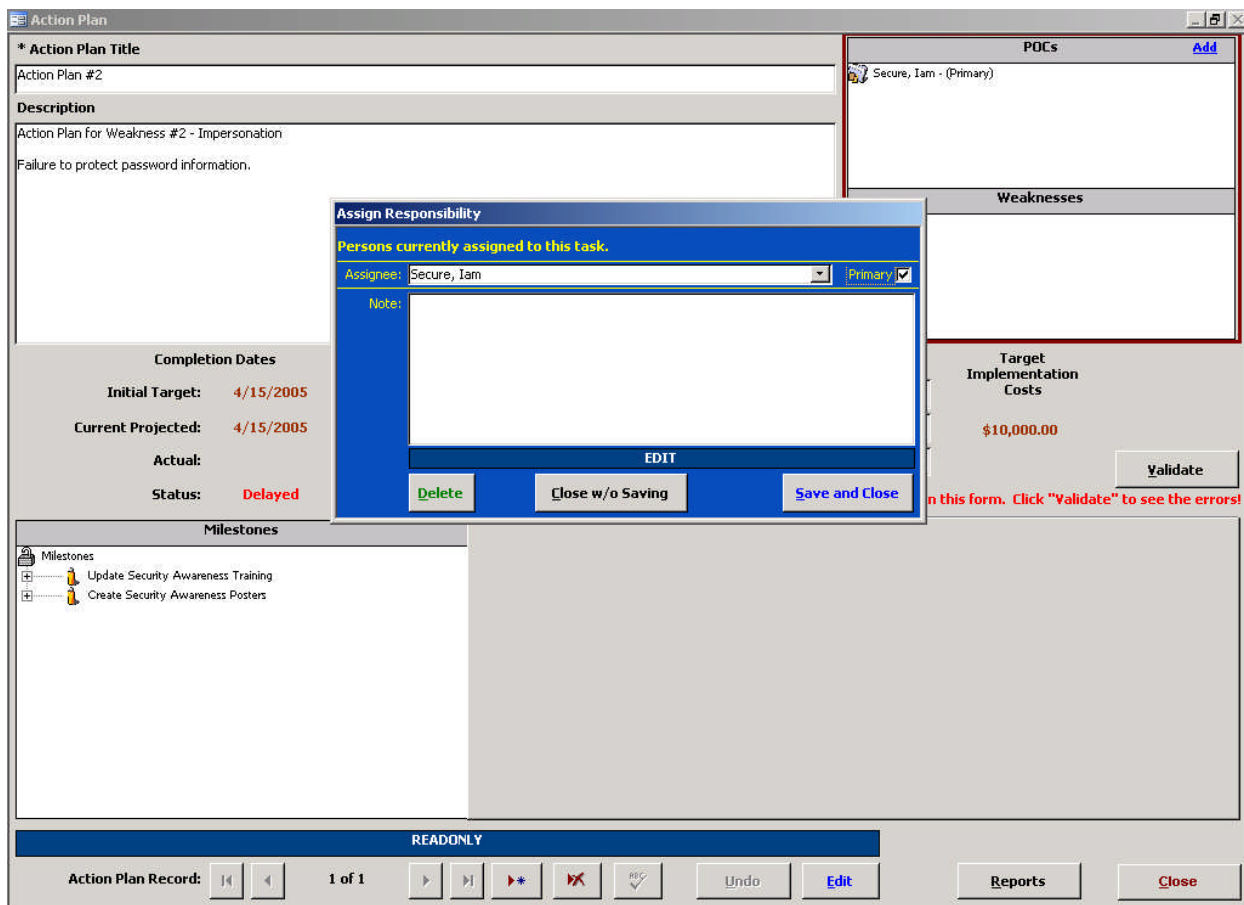 Action Plan
* Action Plan Title
Action Plan #2
Description
Action Plan for Weakness #2 - Impersonation
Failure to protect password information.
POCs Add
Secure, Iam - (Primary)
Weaknesses
Assign Responsibility
Persons currently assigned to this task.
Assignee: Secure, Iam Primary
Note:
EDIT
Delete Close w/o Saving Save and Close
Completion Dates
Initial Target: 4/15/2005
Current Projected: 4/15/2005
Actual:
Status: Delayed
Target
Implementation
Costs
$10,000.00
Validate
n this form. Click "Validate" to see the errors!
Milestones
Milestones
Update Security Awareness Training
Create Security Awareness Posters
READONLY
Action Plan Record: 1 of 1 ABC Undo Edit Reports Close